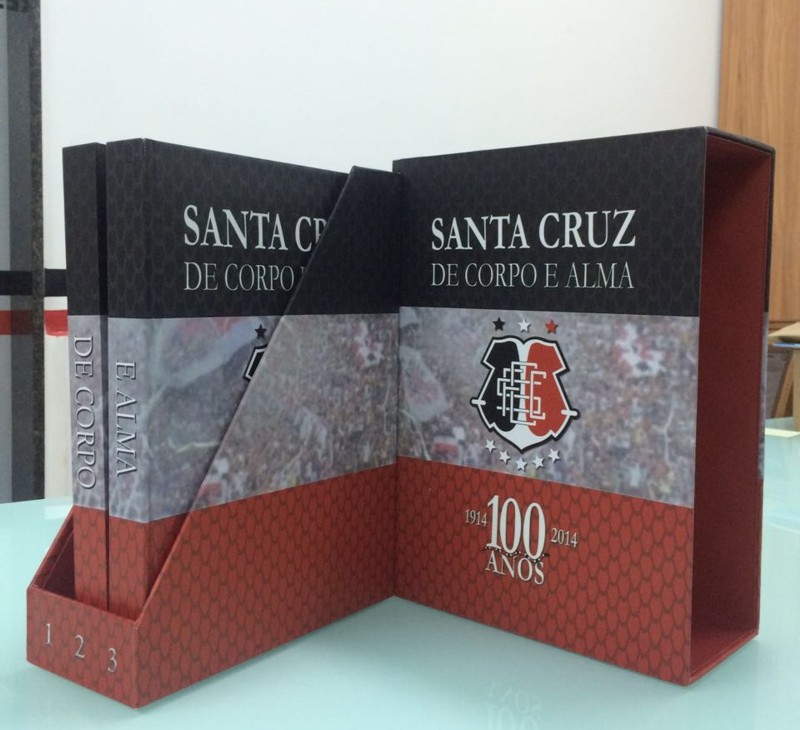 SANTA CR
DE CORPO
DE CORPO
E ALMA
1 2 3
SANTA CRUZ
DE CORPO E ALMA
1914 100 2014
ANOS